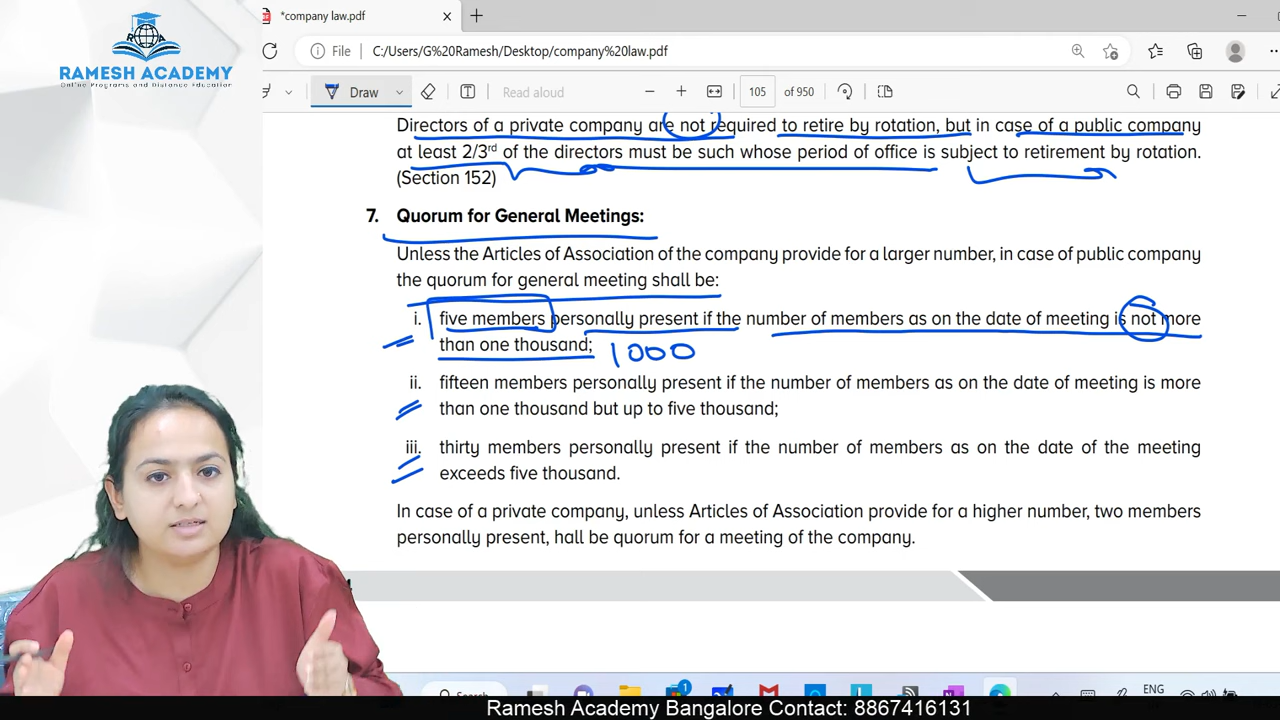 *company law.pdf
RAMESH ACADEMY
Online Programs and Distance Education
File C:/Users/G%20Ramesh/Desktop/company%20law.pdf
Draw
Read aloud
105 of 950
Directors of a private company are not required to retire by rotation, but in case of a public company
at least 2/3rd of the directors must be such whose period of office is subject to retirement by rotation.
(Section 152)
7. Quorum for General Meetings:
Unless the Articles of Association of the company provide for a larger number, in case of public company
the quorum for general meeting shall be:
i. five members personally present if the number of members as on the date of meeting is not more
than one thousand; 1000
ii. fifteen members personally present if the number of members as on the date of meeting is more
than one thousand but up to five thousand;
iii. thirty members personally present if the number of members as on the date of the meeting
exceeds five thousand.
In case of a private company, unless Articles of Association provide for a higher number, two members
personally present, hall be quorum for a meeting of the company.
Search
1
ENG
Ramesh Academy Bangalore Contact: 8867416131